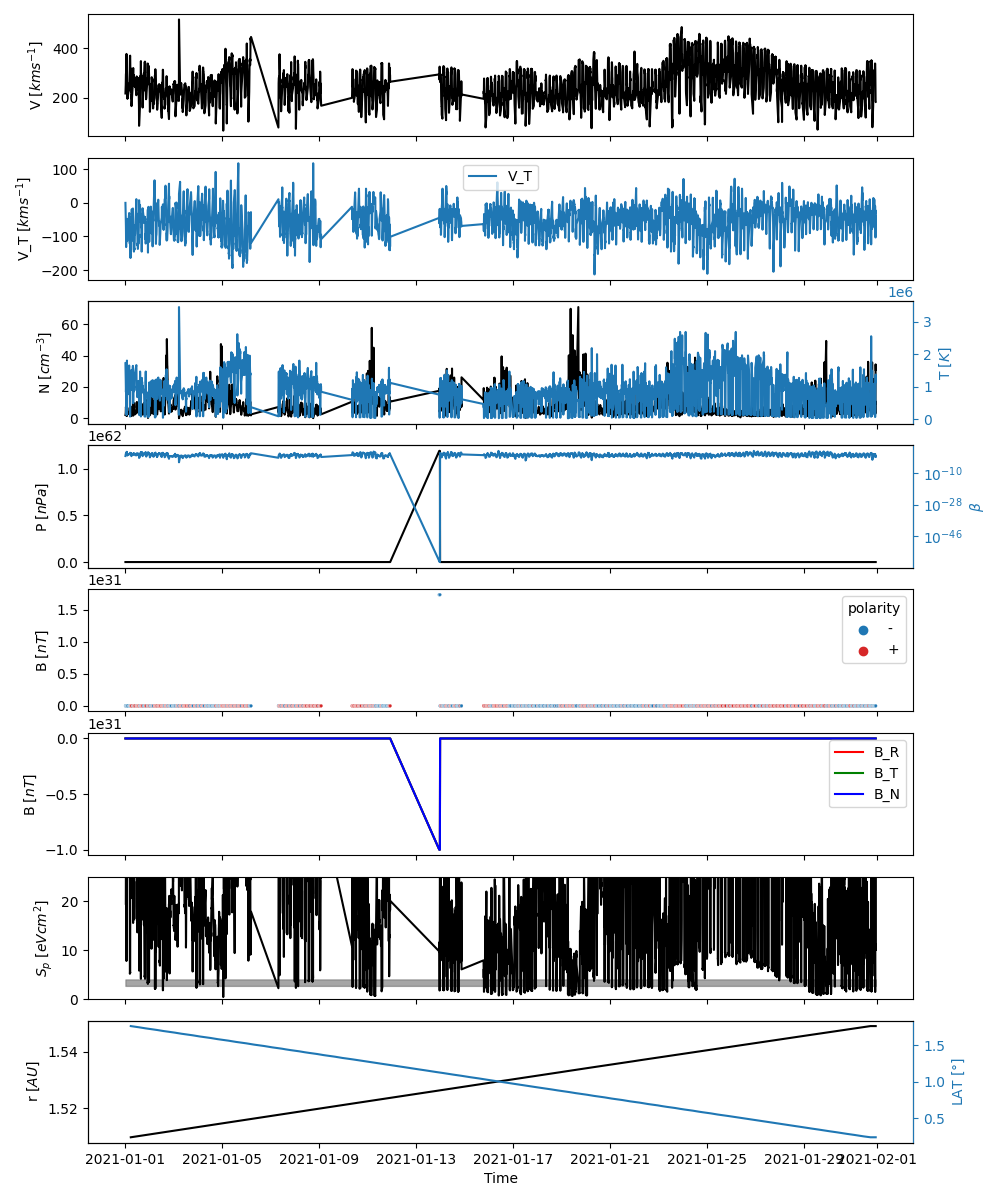 400
200
V [kms⁻¹]
100
0
−100
−200
V_T [kms⁻¹]
V_T
1e6
60
40
20
0
N [cm⁻³]
3
2
1
0
T [K]
1e62
1.0
0.5
0.0
P [nPa]
10⁻¹⁰
10⁻²⁸
10⁻⁴⁶
β
1e31
1.5
1.0
0.5
0.0
B [nT]
polarity
-
+
1e31
0.0
−0.5
−1.0
B [nT]
B_R
B_T
B_N
20
10
0
Sₚ [eVcm²]
1.54
1.52
r [AU]
1.5
1.0
0.5
LAT [°]
2021-01-01 2021-01-05 2021-01-09 2021-01-13 2021-01-17 2021-01-21 2021-01-25 2021-01-29 2021-02-01
Time